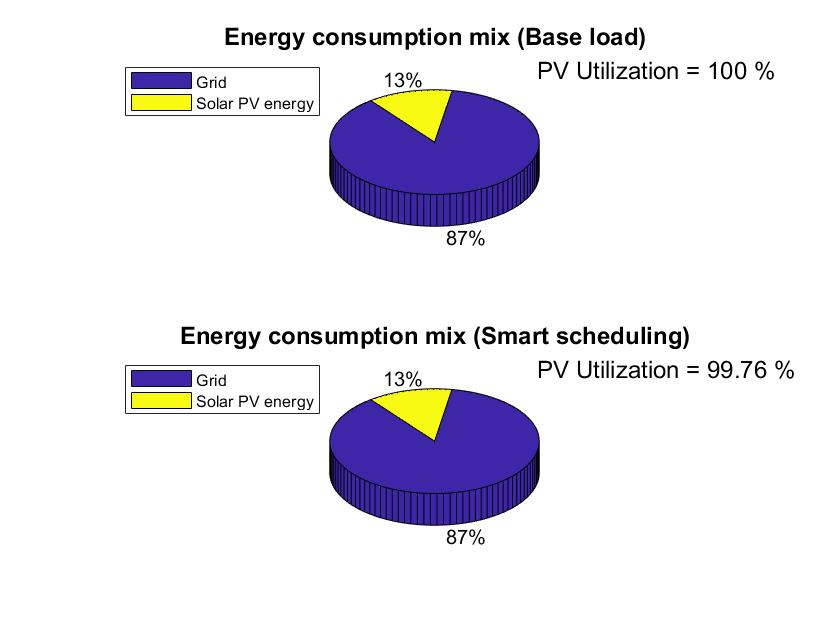 Energy consumption mix (Base load)
PV Utilization = 100 %
Grid
Solar PV energy
13%
87%
Energy consumption mix (Smart scheduling)
PV Utilization = 99.76 %
Grid
Solar PV energy
13%
87%